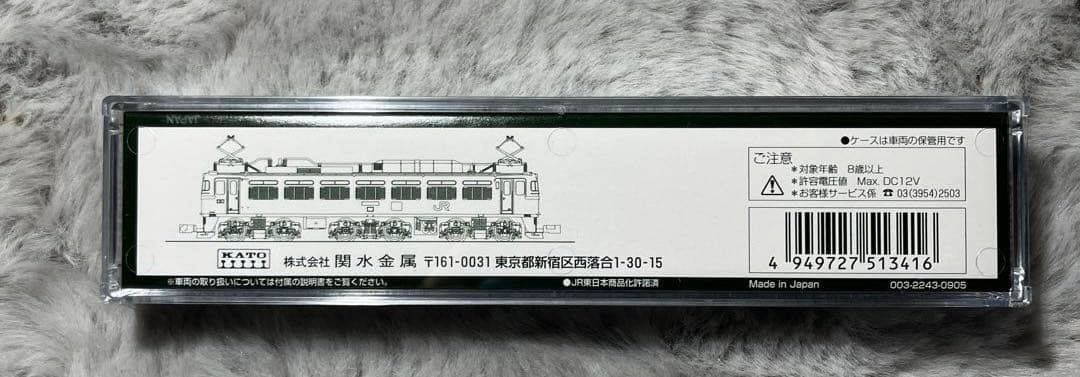 JAPAN
●ケースは車両の保管用です
ご注意
*対象年齢 8歳以上
*許容電圧値 Max. DC12V
*お客様サービス係 ☎ 03(3954)2503
JR
KATO
株式会社 関水金属 〒161-0031 東京都新宿区西落合1-30-15
4 949727 513416
※車両の取り扱いについては付属の説明書をご覧ください。
●JR東日本商品化許諾済
Made in Japan
003-2243-0905